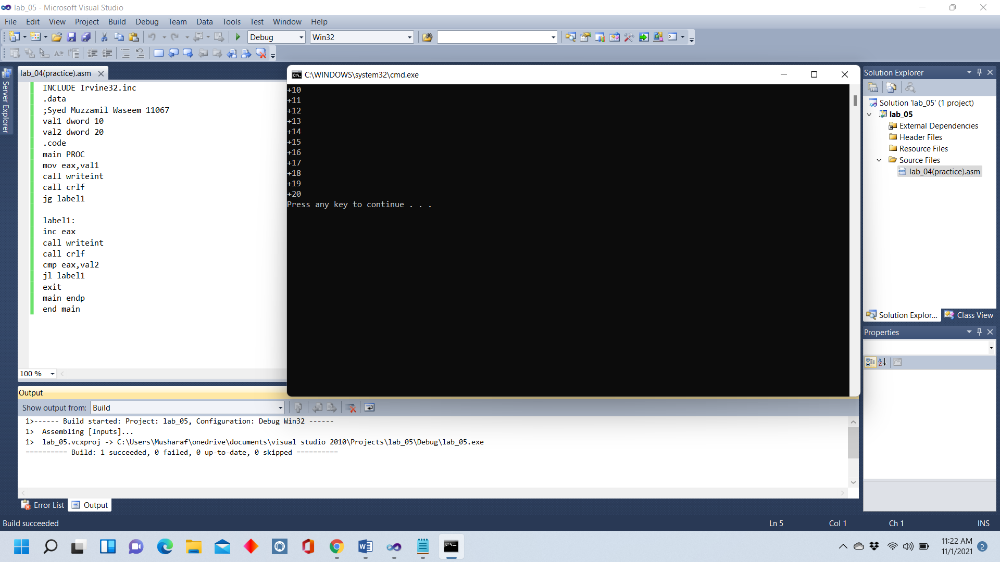 lab_05 - Microsoft Visual Studio
File Edit View Project Build Debug Team Data Tools Test Window Help
Debug Win32
Server Explorer
lab_04(practice).asm
INCLUDE Irvine32.inc
.data
;Syed Muzzamil Waseem 11067
val1 dword 10
val2 dword 20
.code
main PROC
mov eax,val1
call writeint
call crlf
jg label1
label1:
inc eax
call writeint
call crlf
cmp eax,val2
jl label1
exit
main endp
end main
100 %
C:\WINDOWS\system32\cmd.exe
+10
+11
+12
+13
+14
+15
+16
+17
+18
+19
+20
Press any key to continue . . .
Solution Explorer
Solution 'lab_05' (1 project)
lab_05
External Dependencies
Header Files
Resource Files
Source Files
lab_04(practice).asm
Solution Explor... Class View
Properties
Output
Show output from: Build
1>------ Build started: Project: lab_05, Configuration: Debug Win32 ------
1>  Assembling [Inputs]...
1>  lab_05.vcxproj -> C:\Users\Musharaf\onedrive\documents\visual studio 2010\Projects\lab_05\Debug\lab_05.exe
========== Build: 1 succeeded, 0 failed, 0 up-to-date, 0 skipped ==========
Error List Output
Build succeeded Ln 5 Col 1 Ch 1 INS
11:22 AM
11/1/2021
2